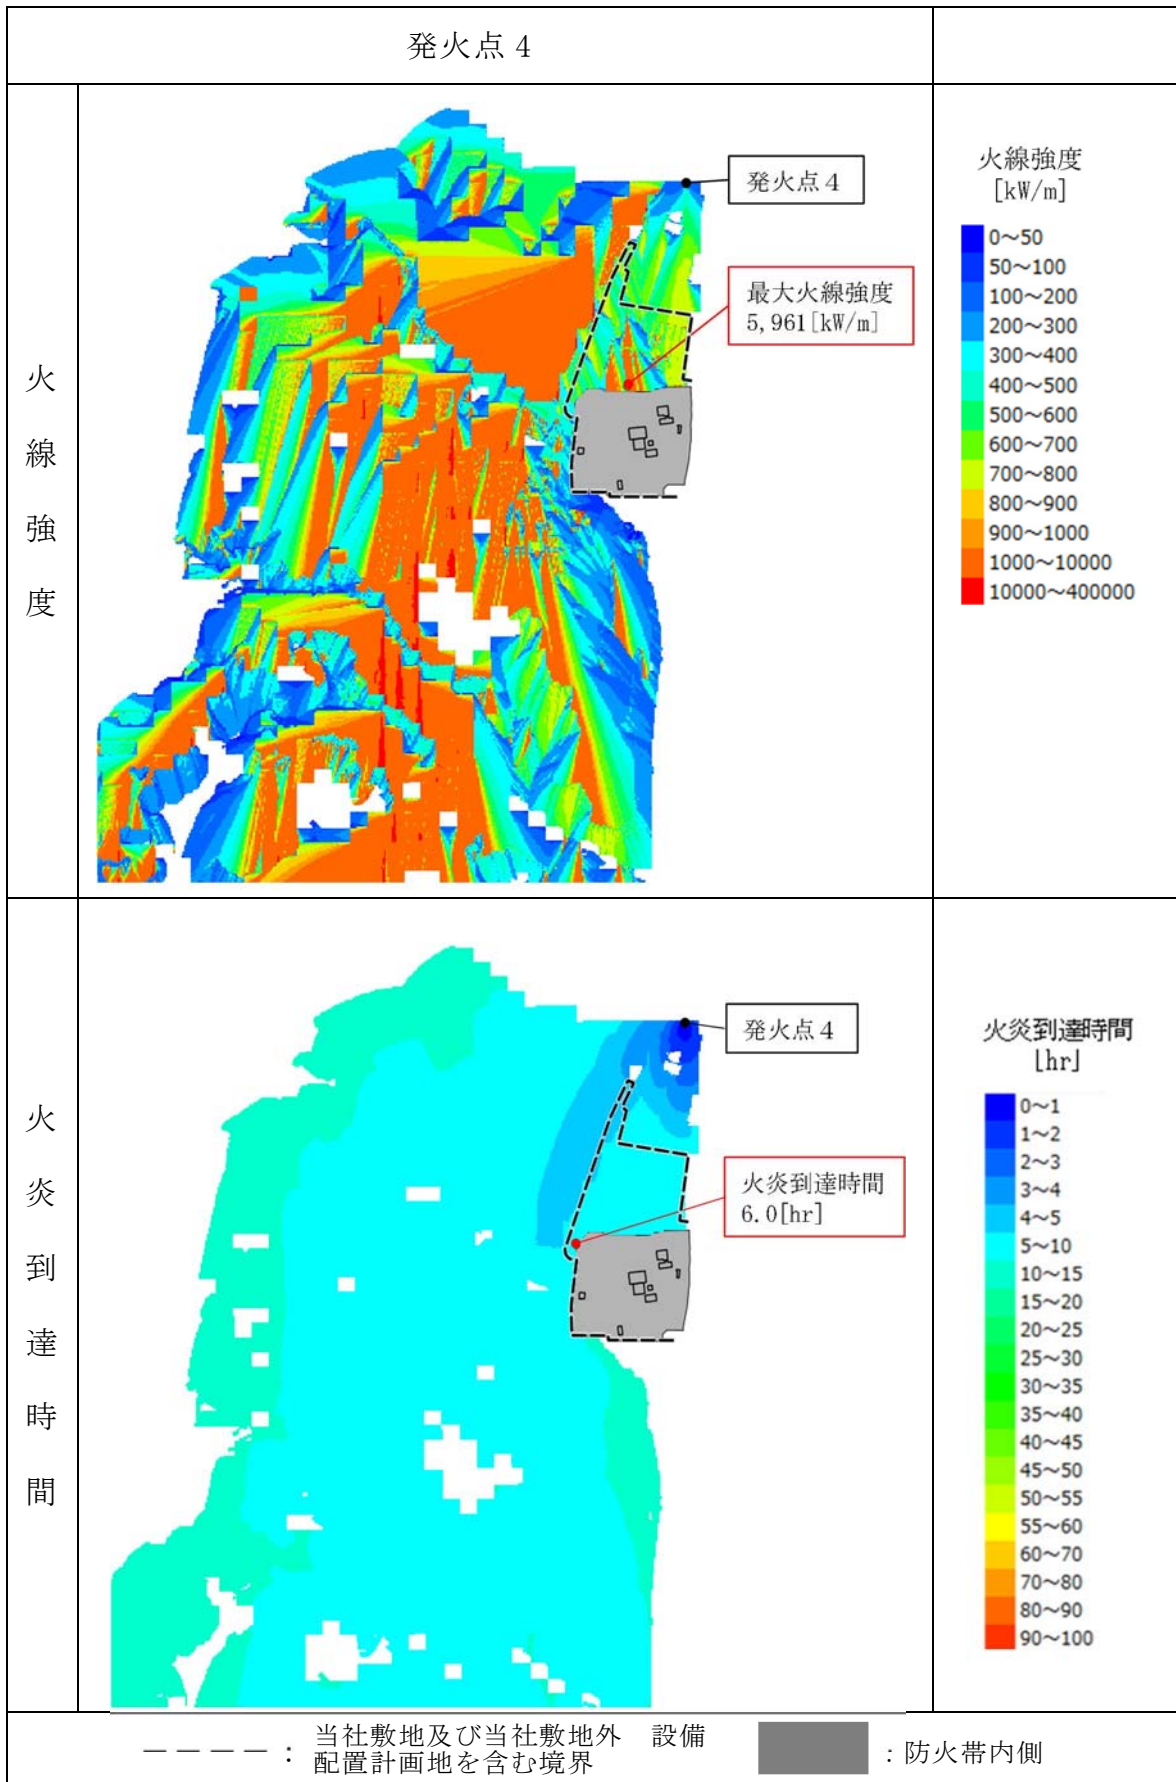 発火点 4
火線強度
発火点 4
最大火線強度
5,961[kW/m]
火線強度
[kW/m]
0～50
50～100
100～200
200～300
300～400
400～500
500～600
600～700
700～800
800～900
900～1000
1000～10000
10000～400000
火炎到達時間
発火点 4
火炎到達時間
6.0[hr]
火炎到達時間
[hr]
0～1
1～2
2～3
3～4
4～5
5～10
10～15
15～20
20～25
25～30
30～35
35～40
40～45
45～50
50～55
55～60
60～70
70～80
80～90
90～100
： 当社敷地及び当社敷地外　設備
配置計画地を含む境界
：防火帯内側